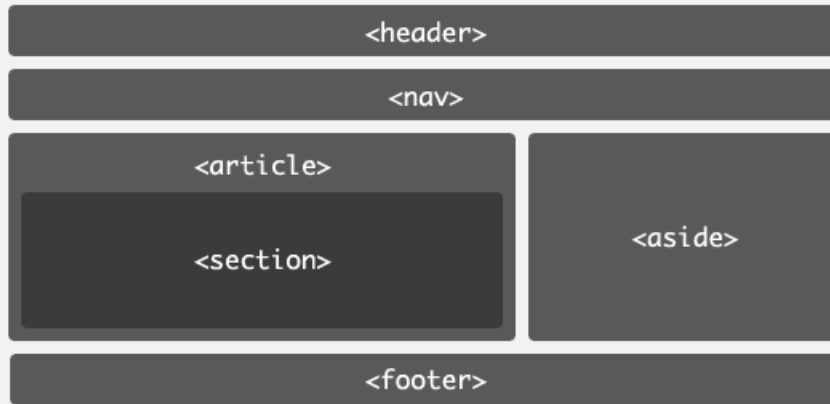 <header>
<nav>
<article>
<section>
<aside>
<footer>